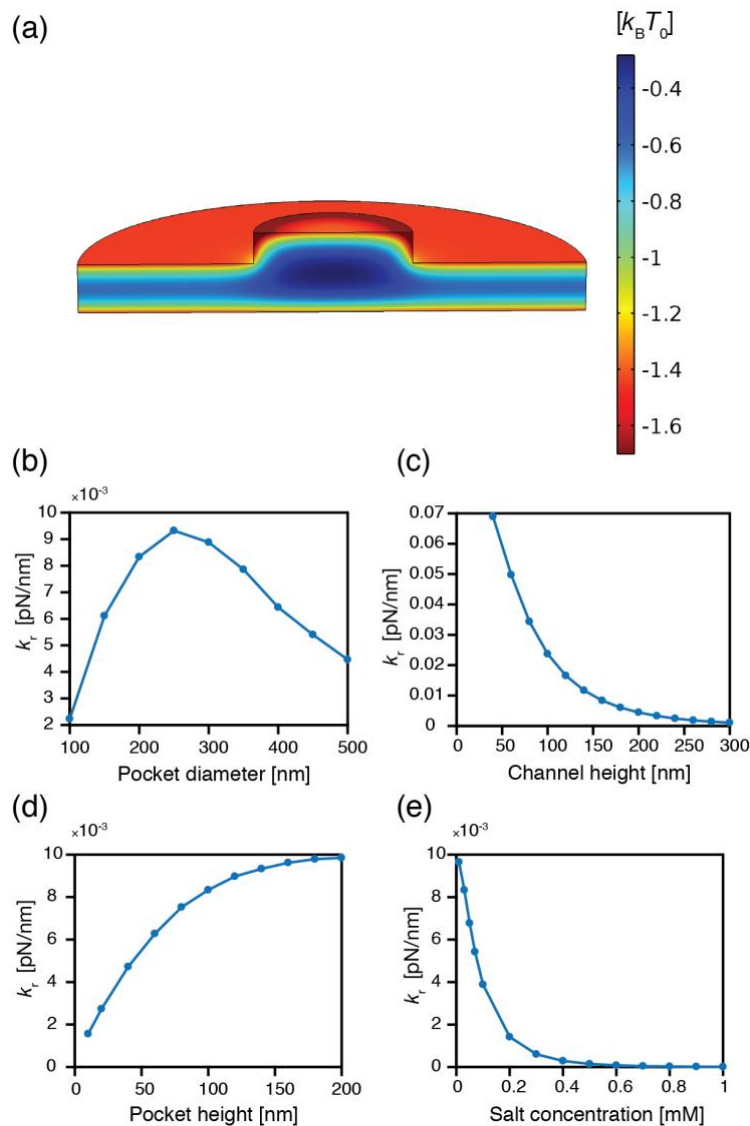 (a)
[kBT0]
-0.4
-0.6
-0.8
-1
-1.2
-1.4
-1.6
(b)
×10-3
10
9
8
7
6
5
4
3
2
kr [pN/nm]
100 200 300 400 500
Pocket diameter [nm]
(c)
0.07
0.06
0.05
0.04
0.03
0.02
0.01
0
kr [pN/nm]
0 50 100 150 200 250 300
Channel height [nm]
(d)
×10-3
10
8
6
4
2
0
kr [pN/nm]
0 50 100 150 200
Pocket height [nm]
(e)
×10-3
10
8
6
4
2
0
kr [pN/nm]
0 0.2 0.4 0.6 0.8 1
Salt concentration [mM]